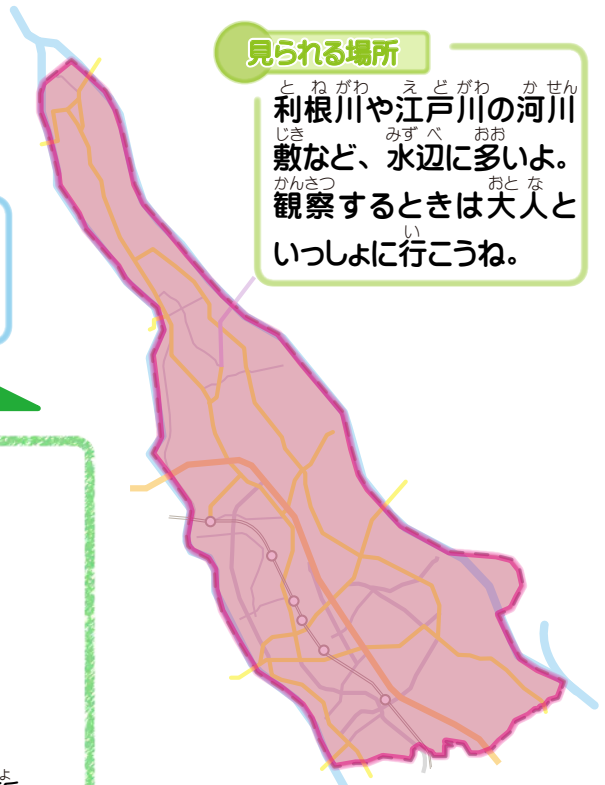 見られる場所
利根川や江戸川の河川
敷など、水辺に多いよ。
観察するときは大人と
いっしょに行こうね。